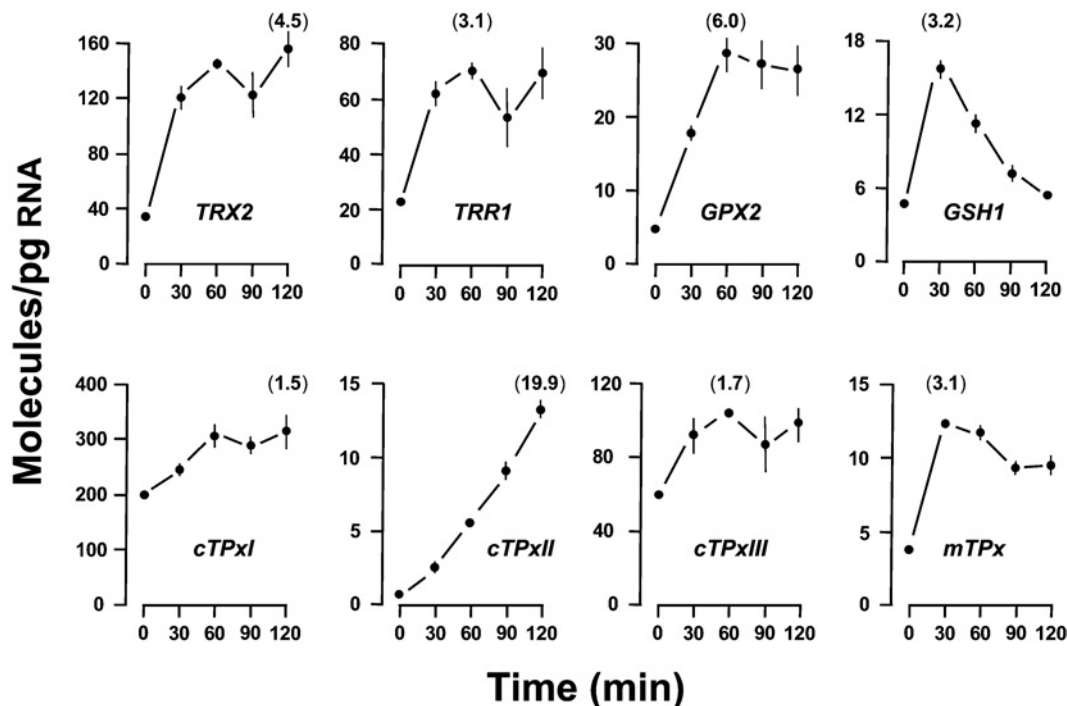 (4.5) (3.1) (6.0) (3.2)
160 80 30 18
120 60 20 12
80 40 10 6
40 20 0 0
0 0
TRX2 TRR1 GPX2 GSH1
0 30 60 90 120 0 30 60 90 120 0 30 60 90 120 0 30 60 90 120
Molecules/pg RNA
(1.5) (19.9) (1.7) (3.1)
400 15 120 15
300 10 80 10
200 5 40 5
100 0 0 0
0
cTPxI cTPxII cTPxIII mTPx
0 30 60 90 120 0 30 60 90 120 0 30 60 90 120 0 30 60 90 120
Time (min)